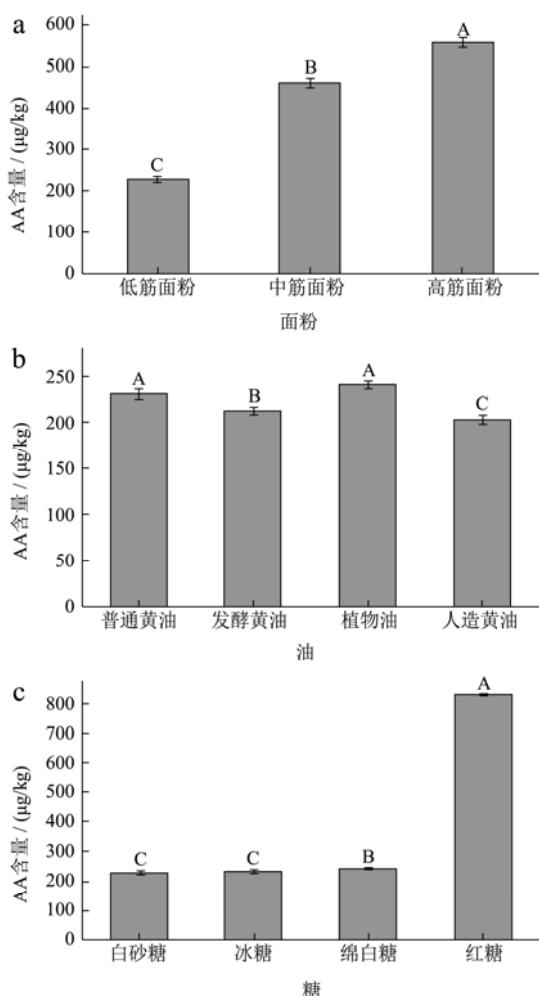 a
600
500
400
300
200
100
0
AA含量 / (μg/kg)
C
B
A
低筋面粉 中筋面粉 高筋面粉
面粉
b
250
200
150
100
50
0
AA含量 / (μg/kg)
A
B
A
C
普通黄油 发酵黄油 植物油 人造黄油
油
c
800
700
600
500
400
300
200
100
0
AA含量 / (μg/kg)
C
C
B
A
白砂糖 冰糖 绵白糖 红糖
糖